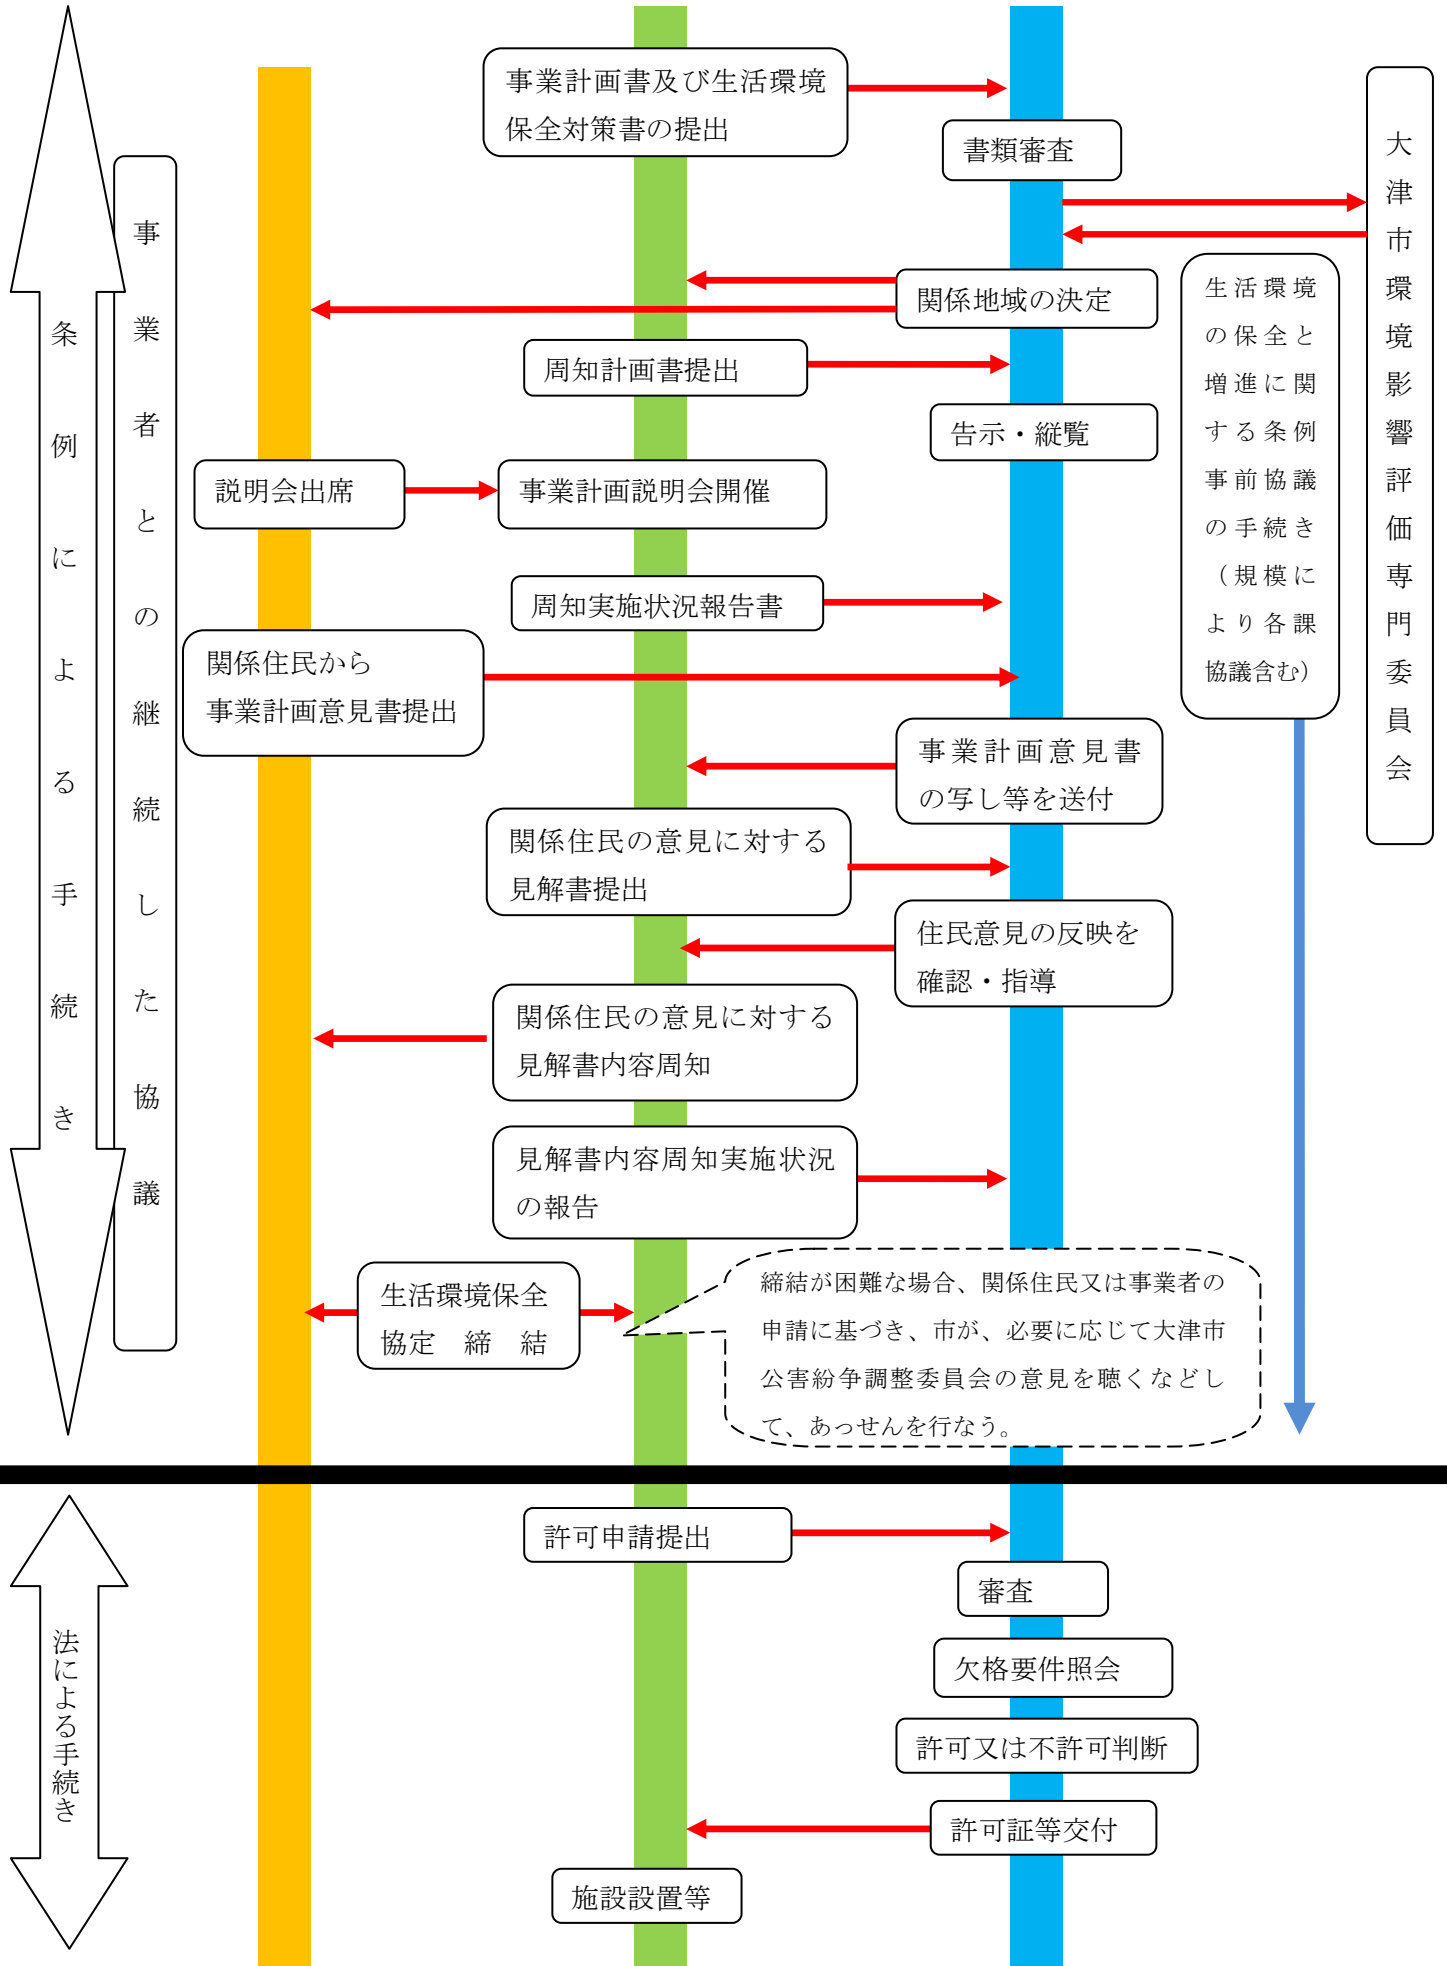 事業計画書及び生活環境
保全対策書の提出
書類審査
大津市環境影響評価専門委員会
事業者との継続した協議
条例による手続き
生活環境
の保全と
増進に関
する条例
事前協議
の手続き
（規模に
より各課
協議含む）
関係地域の決定
周知計画書提出
告示・縦覧
説明会出席
事業計画説明会開催
周知実施状況報告書
関係住民から
事業計画意見書提出
事業計画意見書
の写し等を送付
関係住民の意見に対する
見解書提出
住民意見の反映を
確認・指導
関係住民の意見に対する
見解書内容周知
見解書内容周知実施状況
の報告
生活環境保全
協定　締　結
締結が困難な場合、関係住民又は事業者の
申請に基づき、市が、必要に応じて大津市
公害紛争調整委員会の意見を聴くなどし
て、あっせんを行なう。
許可申請提出
審査
欠格要件照会
法による手続き
許可又は不許可判断
許可証等交付
施設設置等